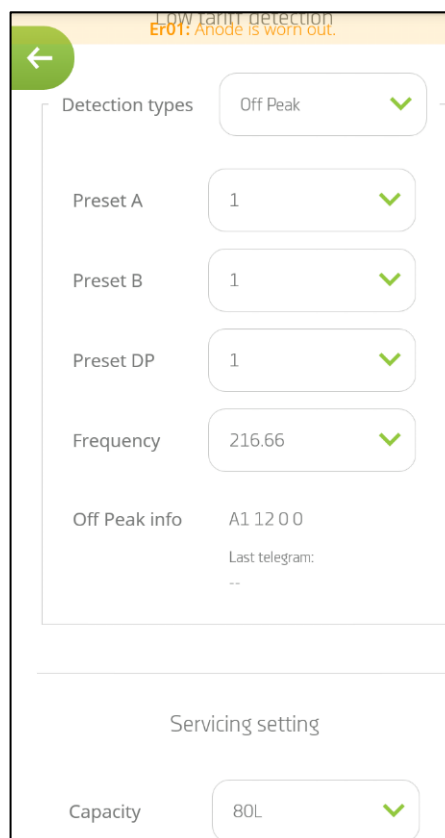 Low tariff detection
Er01: Anode is worn out.
Detection types Off Peak
Preset A 1
Preset B 1
Preset DP 1
Frequency 216.66
Off Peak info A1 12 0 0
Last telegram:
--
Servicing setting
Capacity 80L